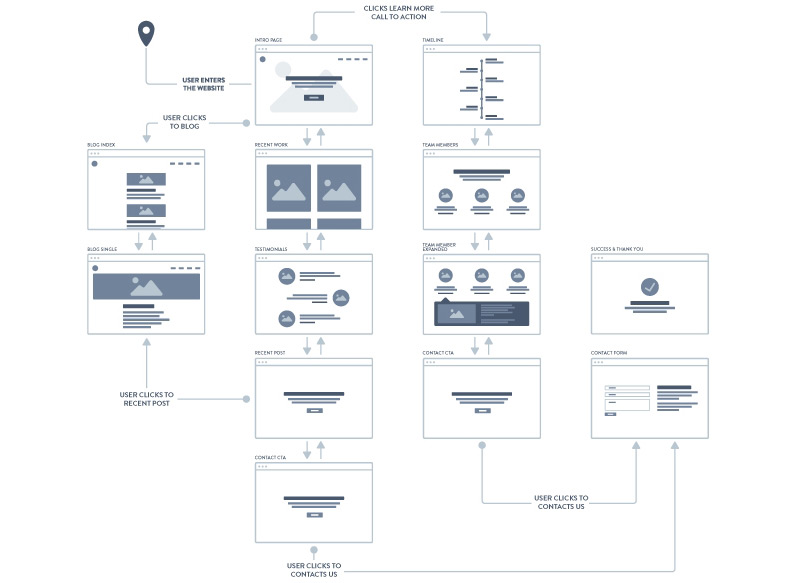 CLICKS LEARN MORE
CALL TO ACTION
INTRO PAGE
TIMELINE
USER ENTERS
THE WEBSITE
USER CLICKS
TO BLOG
BLOG INDEX
RECENT WORK
TEAM MEMBERS
BLOG SINGLE
TESTIMONIALS
TEAM MEMBER
EXPANDED
SUCCESS & THANK YOU
RECENT POST
CONTACT CTA
CONTACT FORM
USER CLICKS TO
RECENT POST
CONTACT CTA
USER CLICKS TO
CONTACTS US
USER CLICKS TO
CONTACTS US